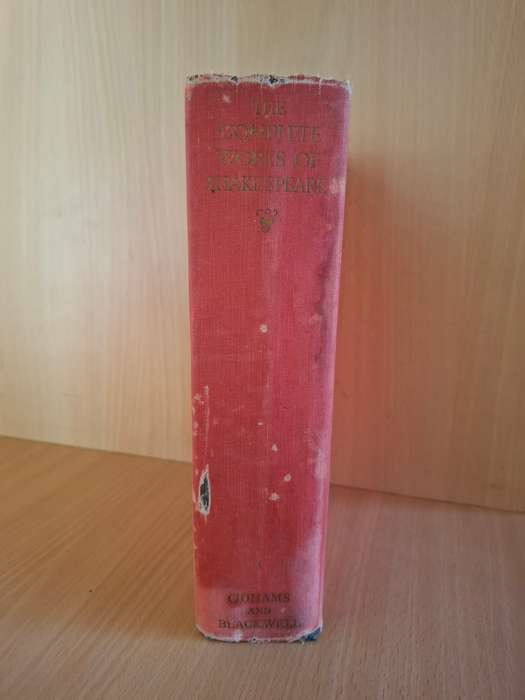 THE
COMPLETE
WORKS OF
SHAKESPEARE
ODHAMS
AND
BLACKWELL